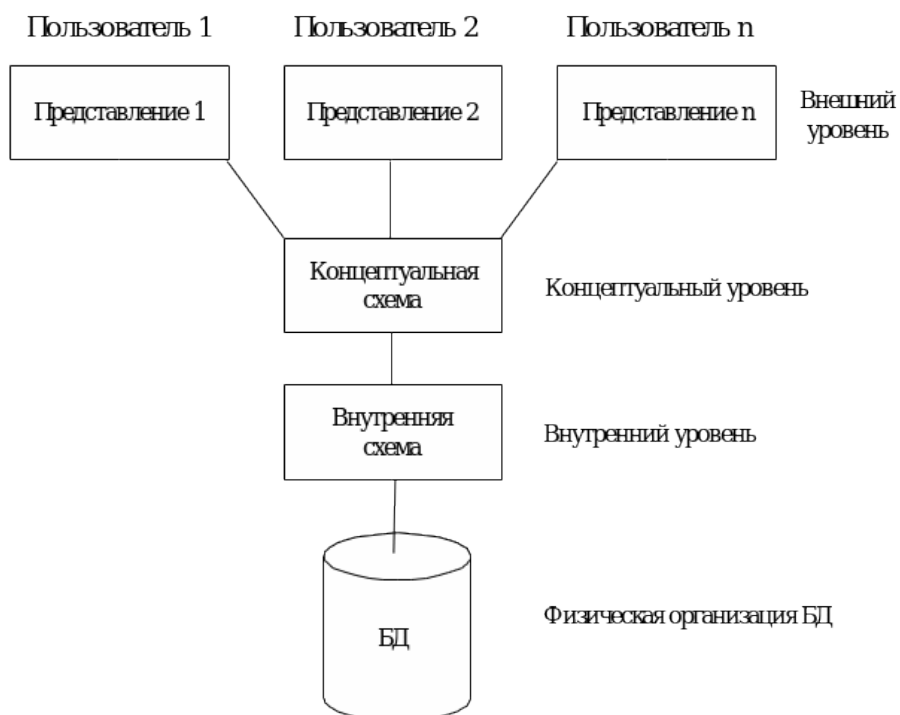 Пользователь 1
Пользователь 2
Пользователь n
Представление 1
Представление 2
Представление n
Внешний
уровень
Концептуальная
схема
Концептуальный уровень
Внутренняя
схема
Внутренний уровень
БД
Физическая организация БД